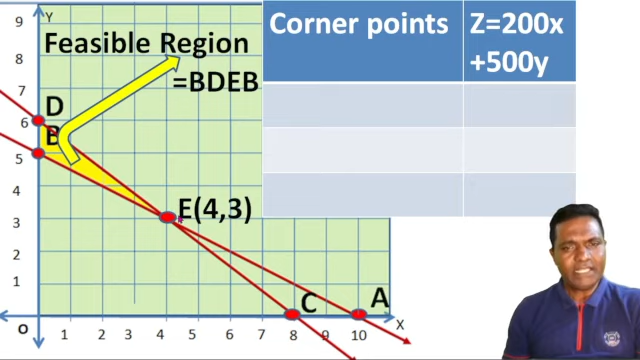 9
Y
Corner points
Z=200x
+500y
Feasible Region
=BDEB
8
7
D
6
B
5
4
E(4,3)
3
2
1
C
A
O
1
2
3
4
5
6
7
8
9
10
X